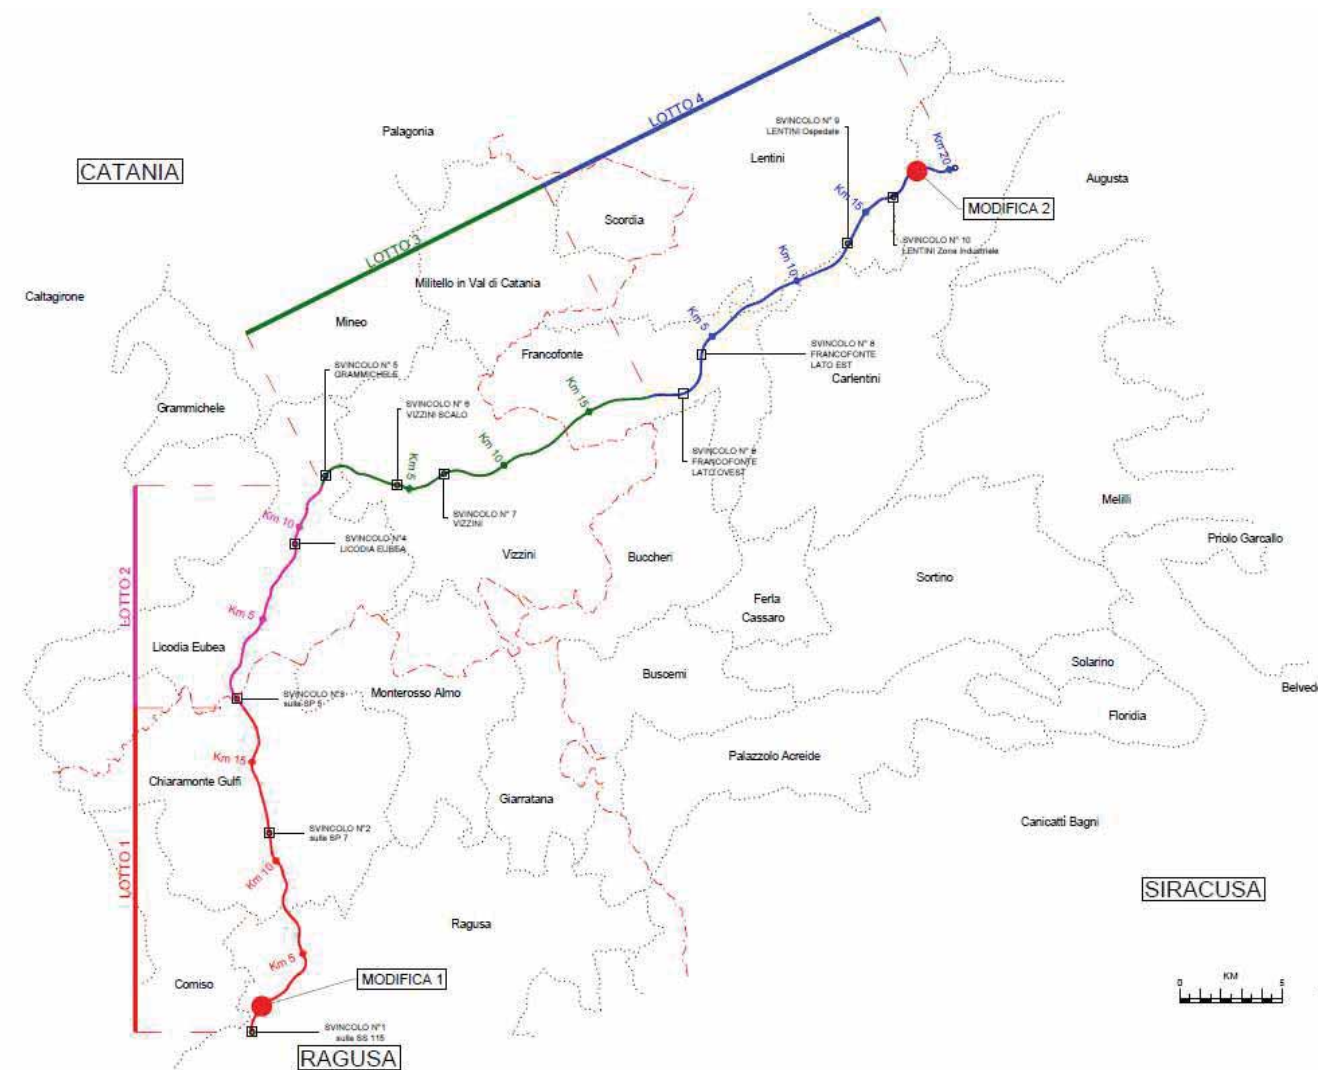 LOTTO 4
Palagonia
SVINCOLO N° 9
LENTINI Ospedale
Lentini
Km 20
CATANIA
Augusta
Km 15
MODIFICA 2
Scordia
SVINCOLO N° 10
LENTINI Zona Industriale
LOTTO 3
Km 10
Militello in Val di Catania
Caltagirone
Mineo
Km 5
SVINCOLO N° 8
FRANCOFONTE
LATO EST
Francofonte
SVINCOLO N° 5
GRAMMICHELE
Carlentini
Km 15
Grammichele
SVINCOLO N° 6
VIZZINI SCALO
Km 10
SVINCOLO N° 8
FRANCOFONTE
LATO OVEST
Km 5
Melilli
SVINCOLO N° 7
VIZZINI
Km 10
SVINCOLO N°4
LICODIA EUBEA
Priolo Garcallo
Vizzini
Buccheri
Sortino
LOTTO 2
Ferla
Cassaro
Km 5
Licodia Eubea
Solarino
Buscemi
Belved
SVINCOLO N°3
sulla SP 5
Monterosso Almo
Floridia
Km 15
Palazzolo Acreide
Chiaramonte Gulfi
Giarratana
Canicatti Bagni
SVINCOLO N°2
sulla SP 7
LOTTO 1
Km 10
SIRACUSA
Ragusa
Km 5
Comiso
MODIFICA 1
KM
0 5
SVINCOLO N°1
sulla SS 115
RAGUSA